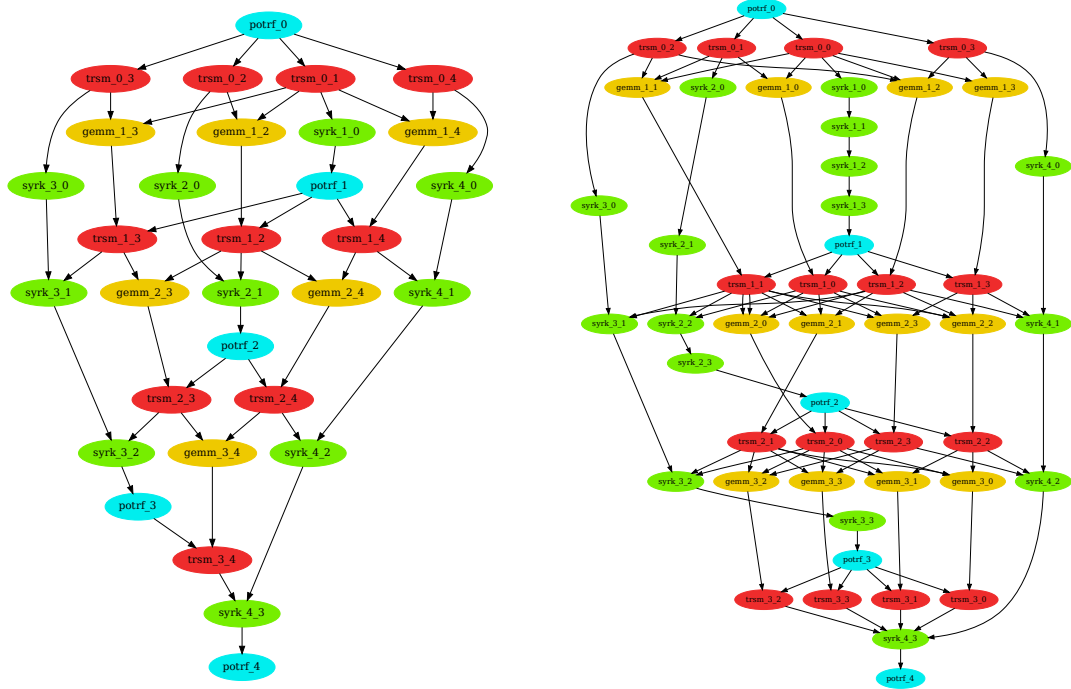 potrf_0
trsm_0_3
trsm_0_2
trsm_0_1
trsm_0_4
gemm_1_3
gemm_1_2
syrk_1_0
gemm_1_4
syrk_3_0
syrk_2_0
potrf_1
syrk_4_0
trsm_1_3
trsm_1_2
trsm_1_4
syrk_3_1
gemm_2_3
syrk_2_1
gemm_2_4
syrk_4_1
potrf_2
trsm_2_3
trsm_2_4
syrk_3_2
gemm_3_4
syrk_4_2
potrf_3
trsm_3_4
syrk_4_3
potrf_4
potrf_0
trsm_0_2
trsm_0_1
trsm_0_0
trsm_0_3
gemm_1_1
syrk_2_0
gemm_1_0
syrk_1_0
gemm_1_2
gemm_1_3
syrk_1_1
syrk_1_2
syrk_4_0
syrk_3_0
syrk_1_3
syrk_2_1
potrf_1
trsm_1_1
trsm_1_0
trsm_1_2
trsm_1_3
syrk_3_1
syrk_2_2
gemm_2_0
gemm_2_1
gemm_2_3
gemm_2_2
syrk_4_1
syrk_2_3
potrf_2
trsm_2_1
trsm_2_0
trsm_2_3
trsm_2_2
syrk_3_2
gemm_3_2
gemm_3_3
gemm_3_1
gemm_3_0
syrk_4_2
syrk_3_3
potrf_3
trsm_3_2
trsm_3_3
trsm_3_1
trsm_3_0
syrk_4_3
potrf_4